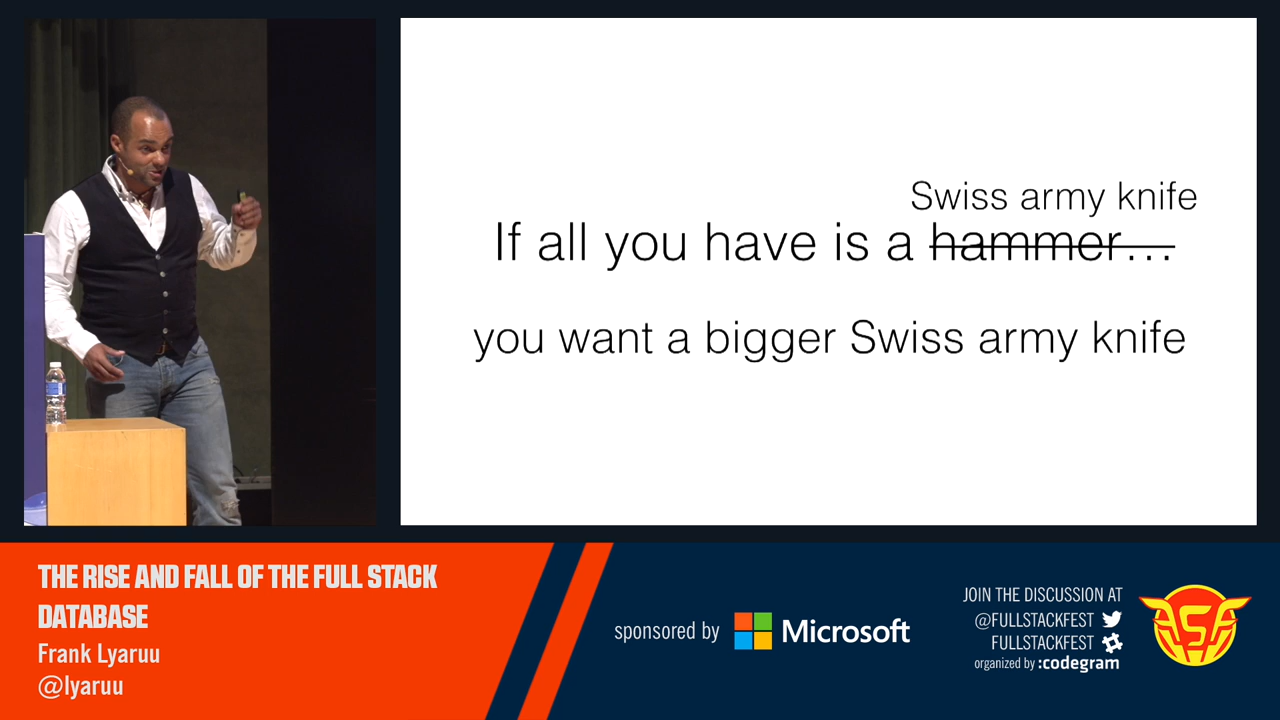 Swiss army knife
If all you have is a hammer...
you want a bigger Swiss army knife
THE RISE AND FALL OF THE FULL STACK
DATABASE
Frank Lyaruu
@lyaruu
sponsored by Microsoft
JOIN THE DISCUSSION AT
@FULLSTACKFEST
FULLSTACKFEST
organized by :codegram
FSF